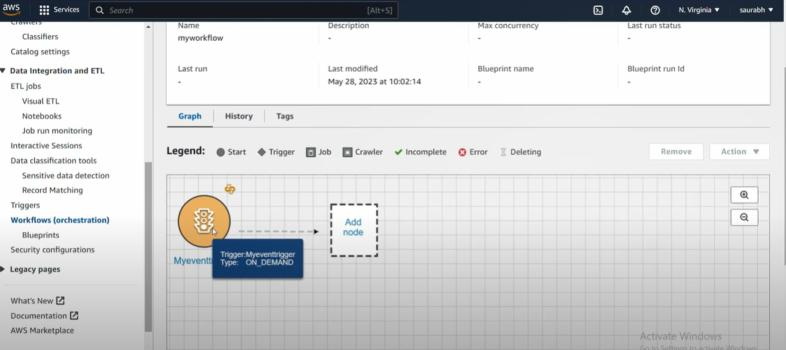 aws
Services
Search
[Alt+S]
N. Virginia
saurabh
Crawlers
Classifiers
Catalog settings
Data Integration and ETL
ETL jobs
Visual ETL
Notebooks
Job run monitoring
Interactive Sessions
Data classification tools
Sensitive data detection
Record Matching
Triggers
Workflows (orchestration)
Blueprints
Security configurations
Legacy pages
What's New
Documentation
AWS Marketplace
Name
Description
Max concurrency
Last run status
myworkflow
-
-
-
Last run
Last modified
Blueprint name
Blueprint run Id
-
May 28, 2023 at 10:02:14
-
-
Graph
History
Tags
Legend:
Start
Trigger
Job
Crawler
Incomplete
Error
Deleting
Remove
Action
Add
node
Myeventt
Trigger:Myeventtrigger
Type: ON_DEMAND
Activate Windows
Go to Settings to activate Windows.